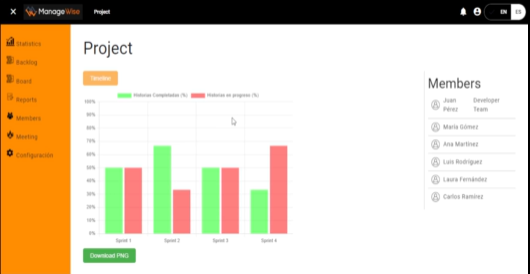 ManageWise
Project
EN
ES
Statistics
Backlog
Board
Reports
Members
Meeting
Configuración
Project
Timeline
Historias Completadas (%)
Historias en progreso (%)
100%
90%
80%
70%
60%
50%
40%
30%
20%
10%
0%
Sprint 1
Sprint 2
Sprint 3
Sprint 4
Download PNG
Members
Juan Pérez
Developer Team
María Gómez
Ana Martínez
Luis Rodríguez
Laura Fernández
Carlos Ramírez